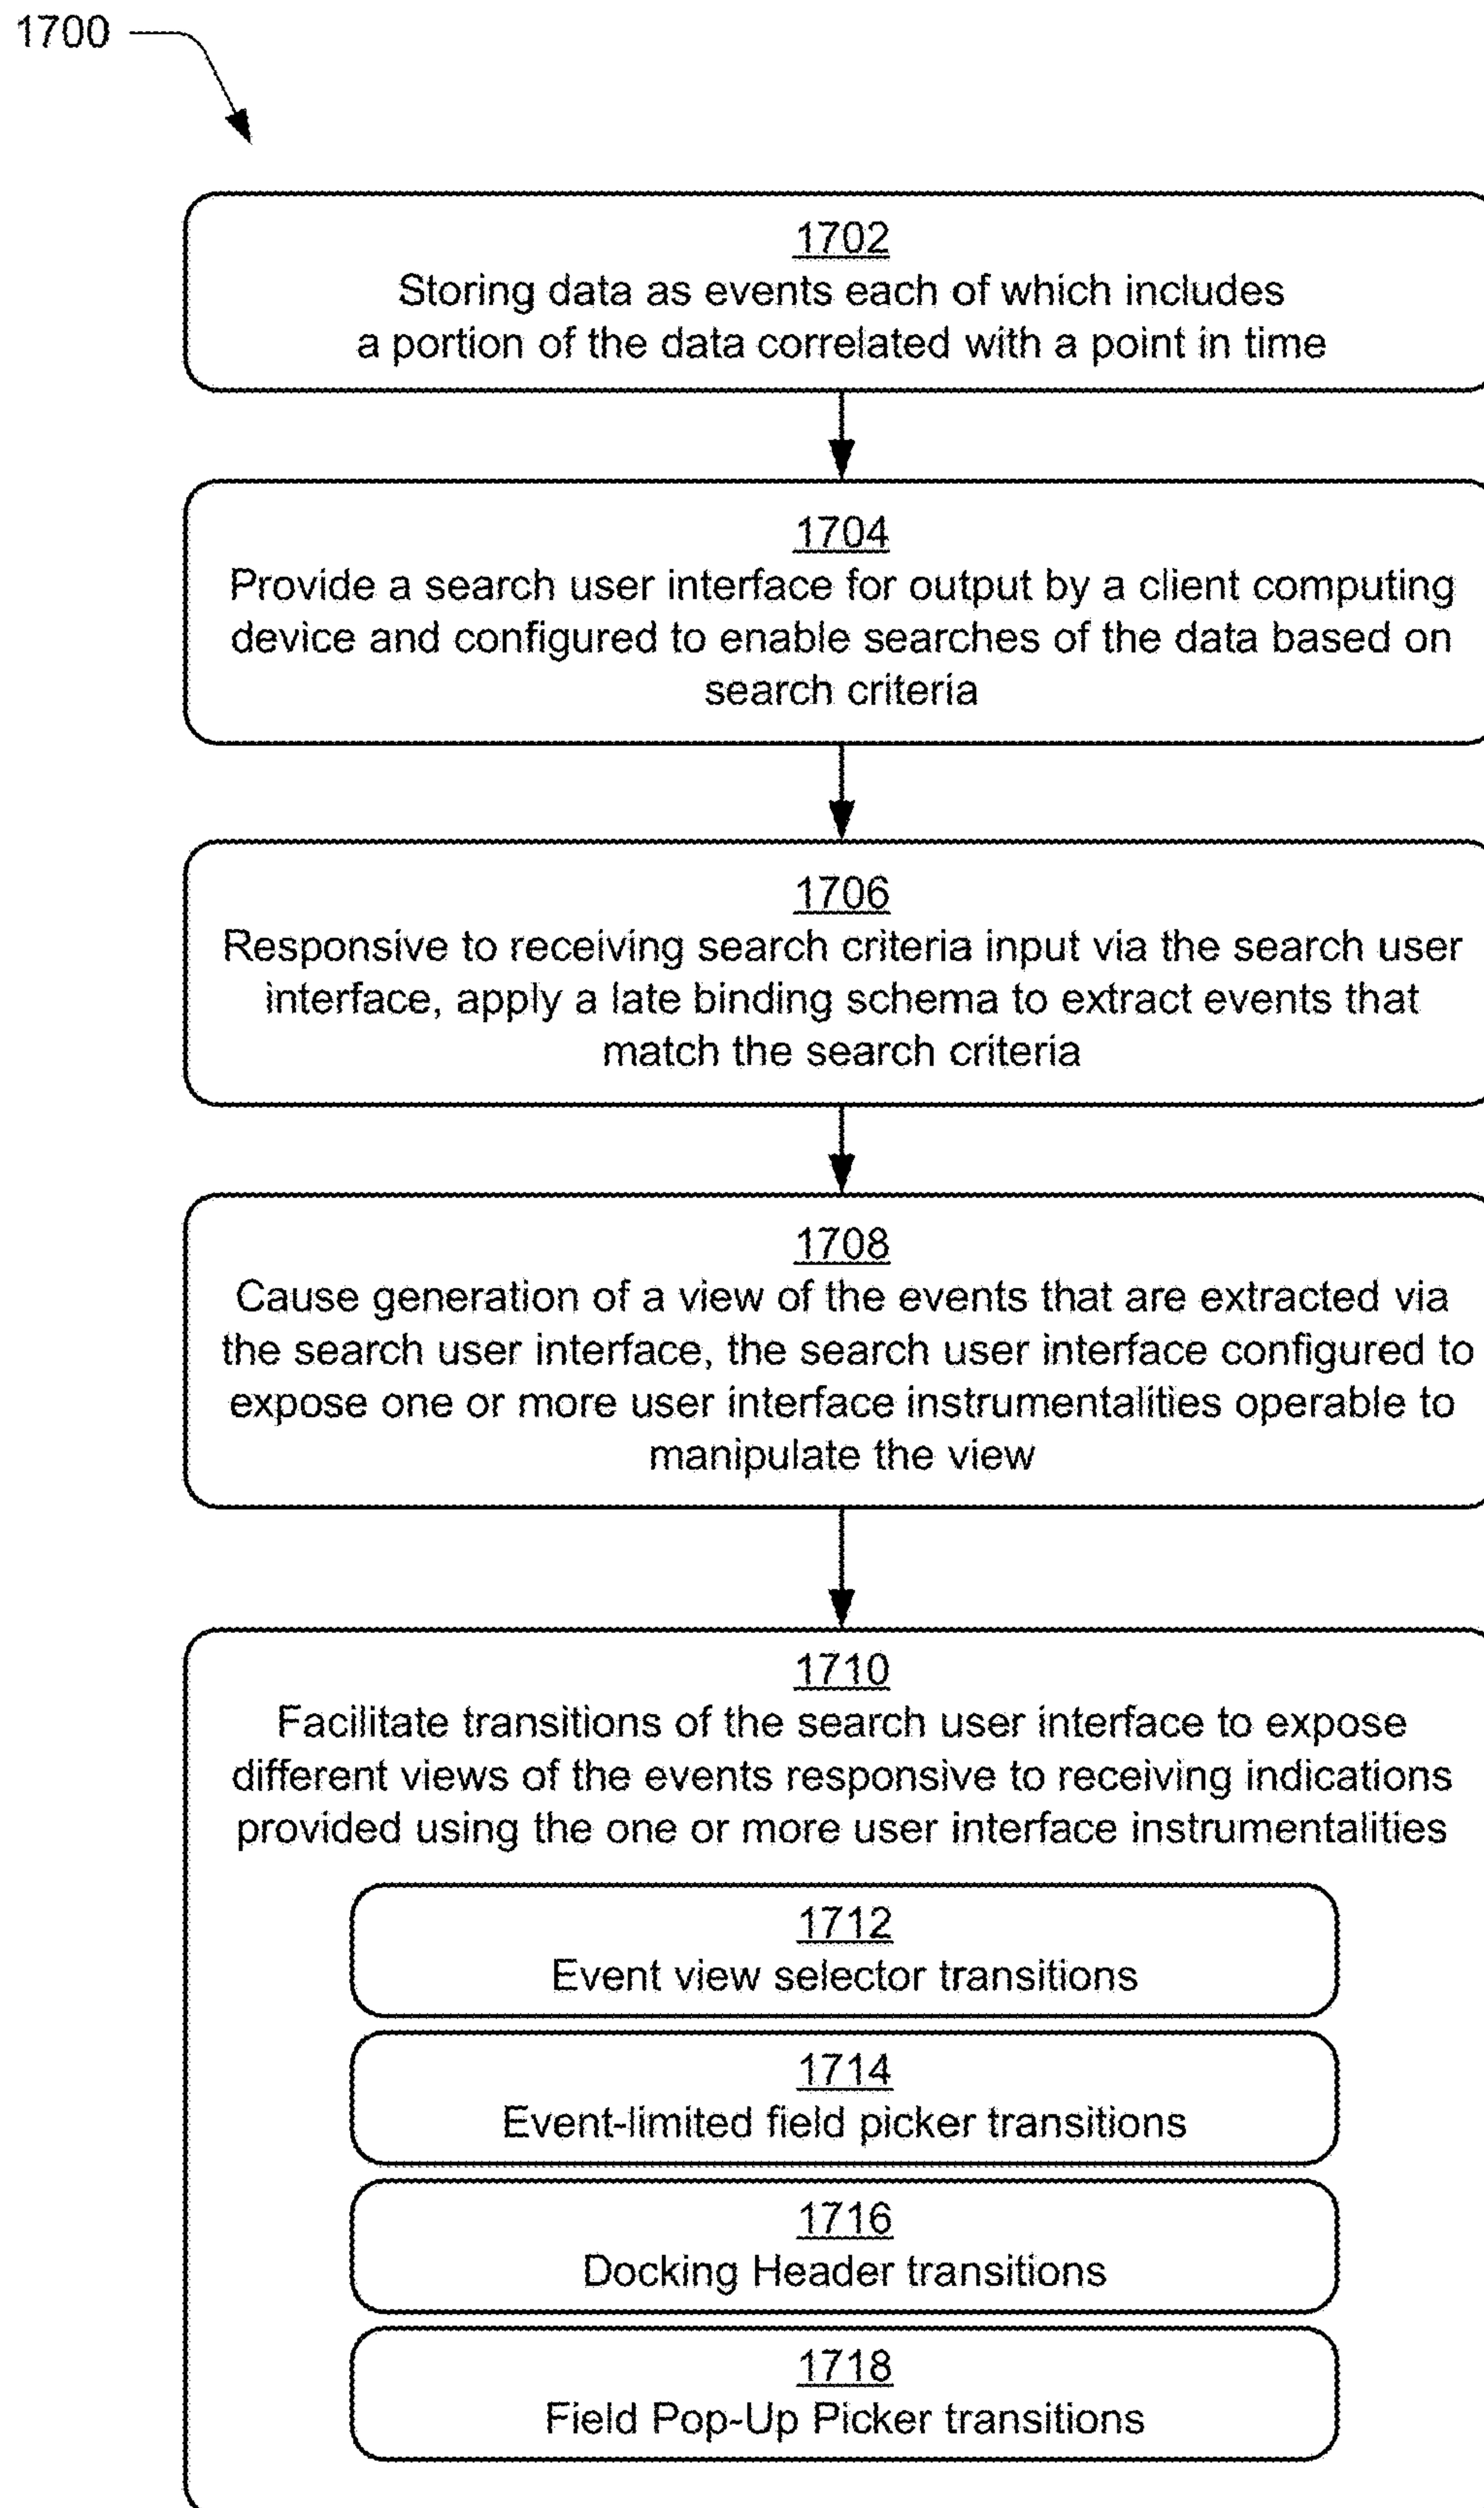 1700
1702
Storing data as events each of which includes
a portion of the data correlated with a point in time
1704
Provide a search user interface for output by a client computing
device and configured to enable searches of the data based on
search criteria
1706
Responsive to receiving search criteria input via the search user
interface, apply a late binding schema to extract events that
match the search criteria
1708
Cause generation of a view of the events that are extracted via
the search user interface, the search user interface configured to
expose one or more user interface instrumentalities operable to
manipulate the view
1710
Facilitate transitions of the search user interface to expose
different views of the events responsive to receiving indications
provided using the one or more user interface instrumentalities
1712
Event view selector transitions
1714
Event-limited field picker transitions
1716
Docking Header transitions
1718
Field Pop-Up Picker transitions